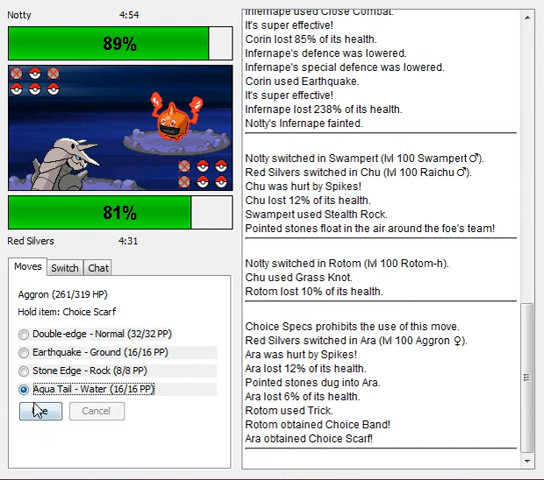 Notty 4:54
89%
81%
Red Silvers 4:31
Moves Switch Chat
Aggron (261/319 HP)
Hold item: Choice Scarf
Double-edge - Normal (32/32 PP)
Earthquake - Ground (16/16 PP)
Stone Edge - Rock (8/8 PP)
Aqua Tail - Water (16/16 PP)
Cancel
Infernape used Close Combat.
It's super effective!
Corin lost 85% of its health.
Infernape's defence was lowered.
Infernape's special defence was lowered.
Corin used Earthquake.
It's super effective!
Infernape lost 238% of its health.
Notty's Infernape fainted.
Notty switched in Swampert (lvl 100 Swampert ♂).
Red Silvers switched in Chu (lvl 100 Raichu ♂).
Chu was hurt by Spikes!
Chu lost 12% of its health.
Swampert used Stealth Rock.
Pointed stones float in the air around the foe's team!
Notty switched in Rotom (lvl 100 Rotom-h).
Chu used Grass Knot.
Rotom lost 10% of its health.
Choice Specs prohibits the use of this move.
Red Silvers switched in Ara (lvl 100 Aggron ♀).
Ara was hurt by Spikes!
Ara lost 12% of its health.
Pointed stones dug into Ara.
Ara lost 6% of its health.
Rotom used Trick.
Rotom obtained Choice Band!
Ara obtained Choice Scarf!